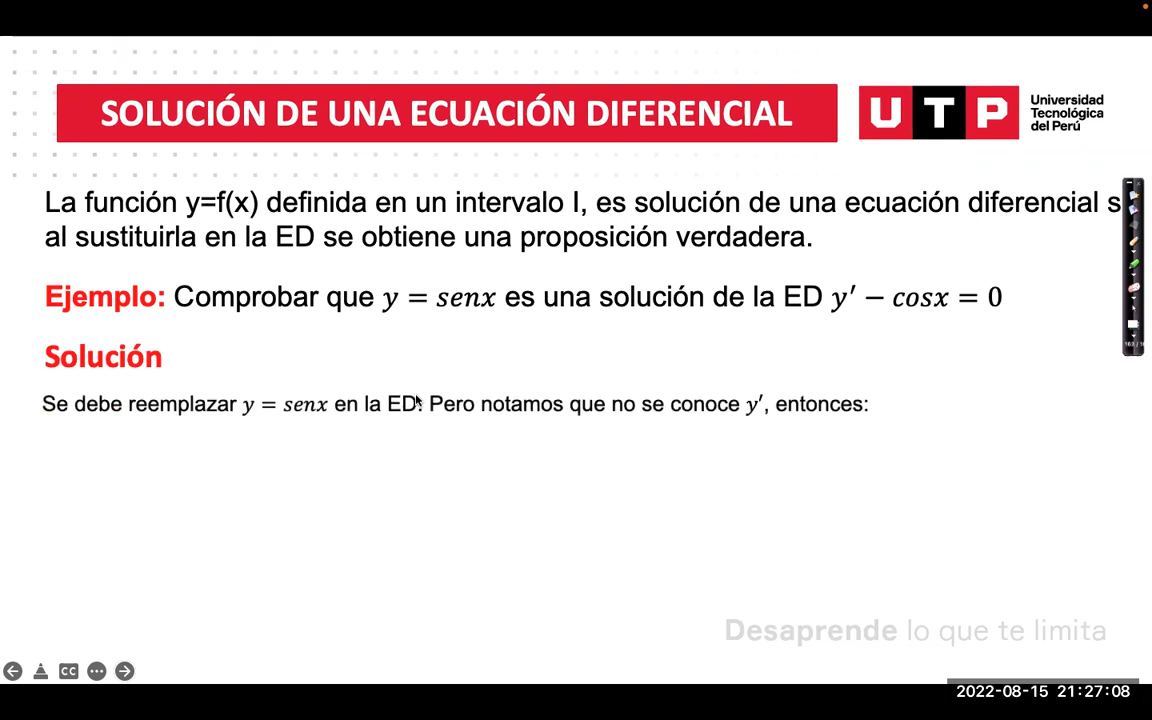 SOLUCIÓN DE UNA ECUACIÓN DIFERENCIAL
UTP
Universidad
Tecnológica
del Perú
La función y=f(x) definida en un intervalo I, es solución de una ecuación diferencial s
al sustituirla en la ED se obtiene una proposición verdadera.
Ejemplo: Comprobar que y = senx es una solución de la ED y′ − cosx = 0
Solución
Se debe reemplazar y = senx en la ED. Pero notamos que no se conoce y′, entonces:
Desaprende lo que te limita
CC
2022-08-15 21:27:08